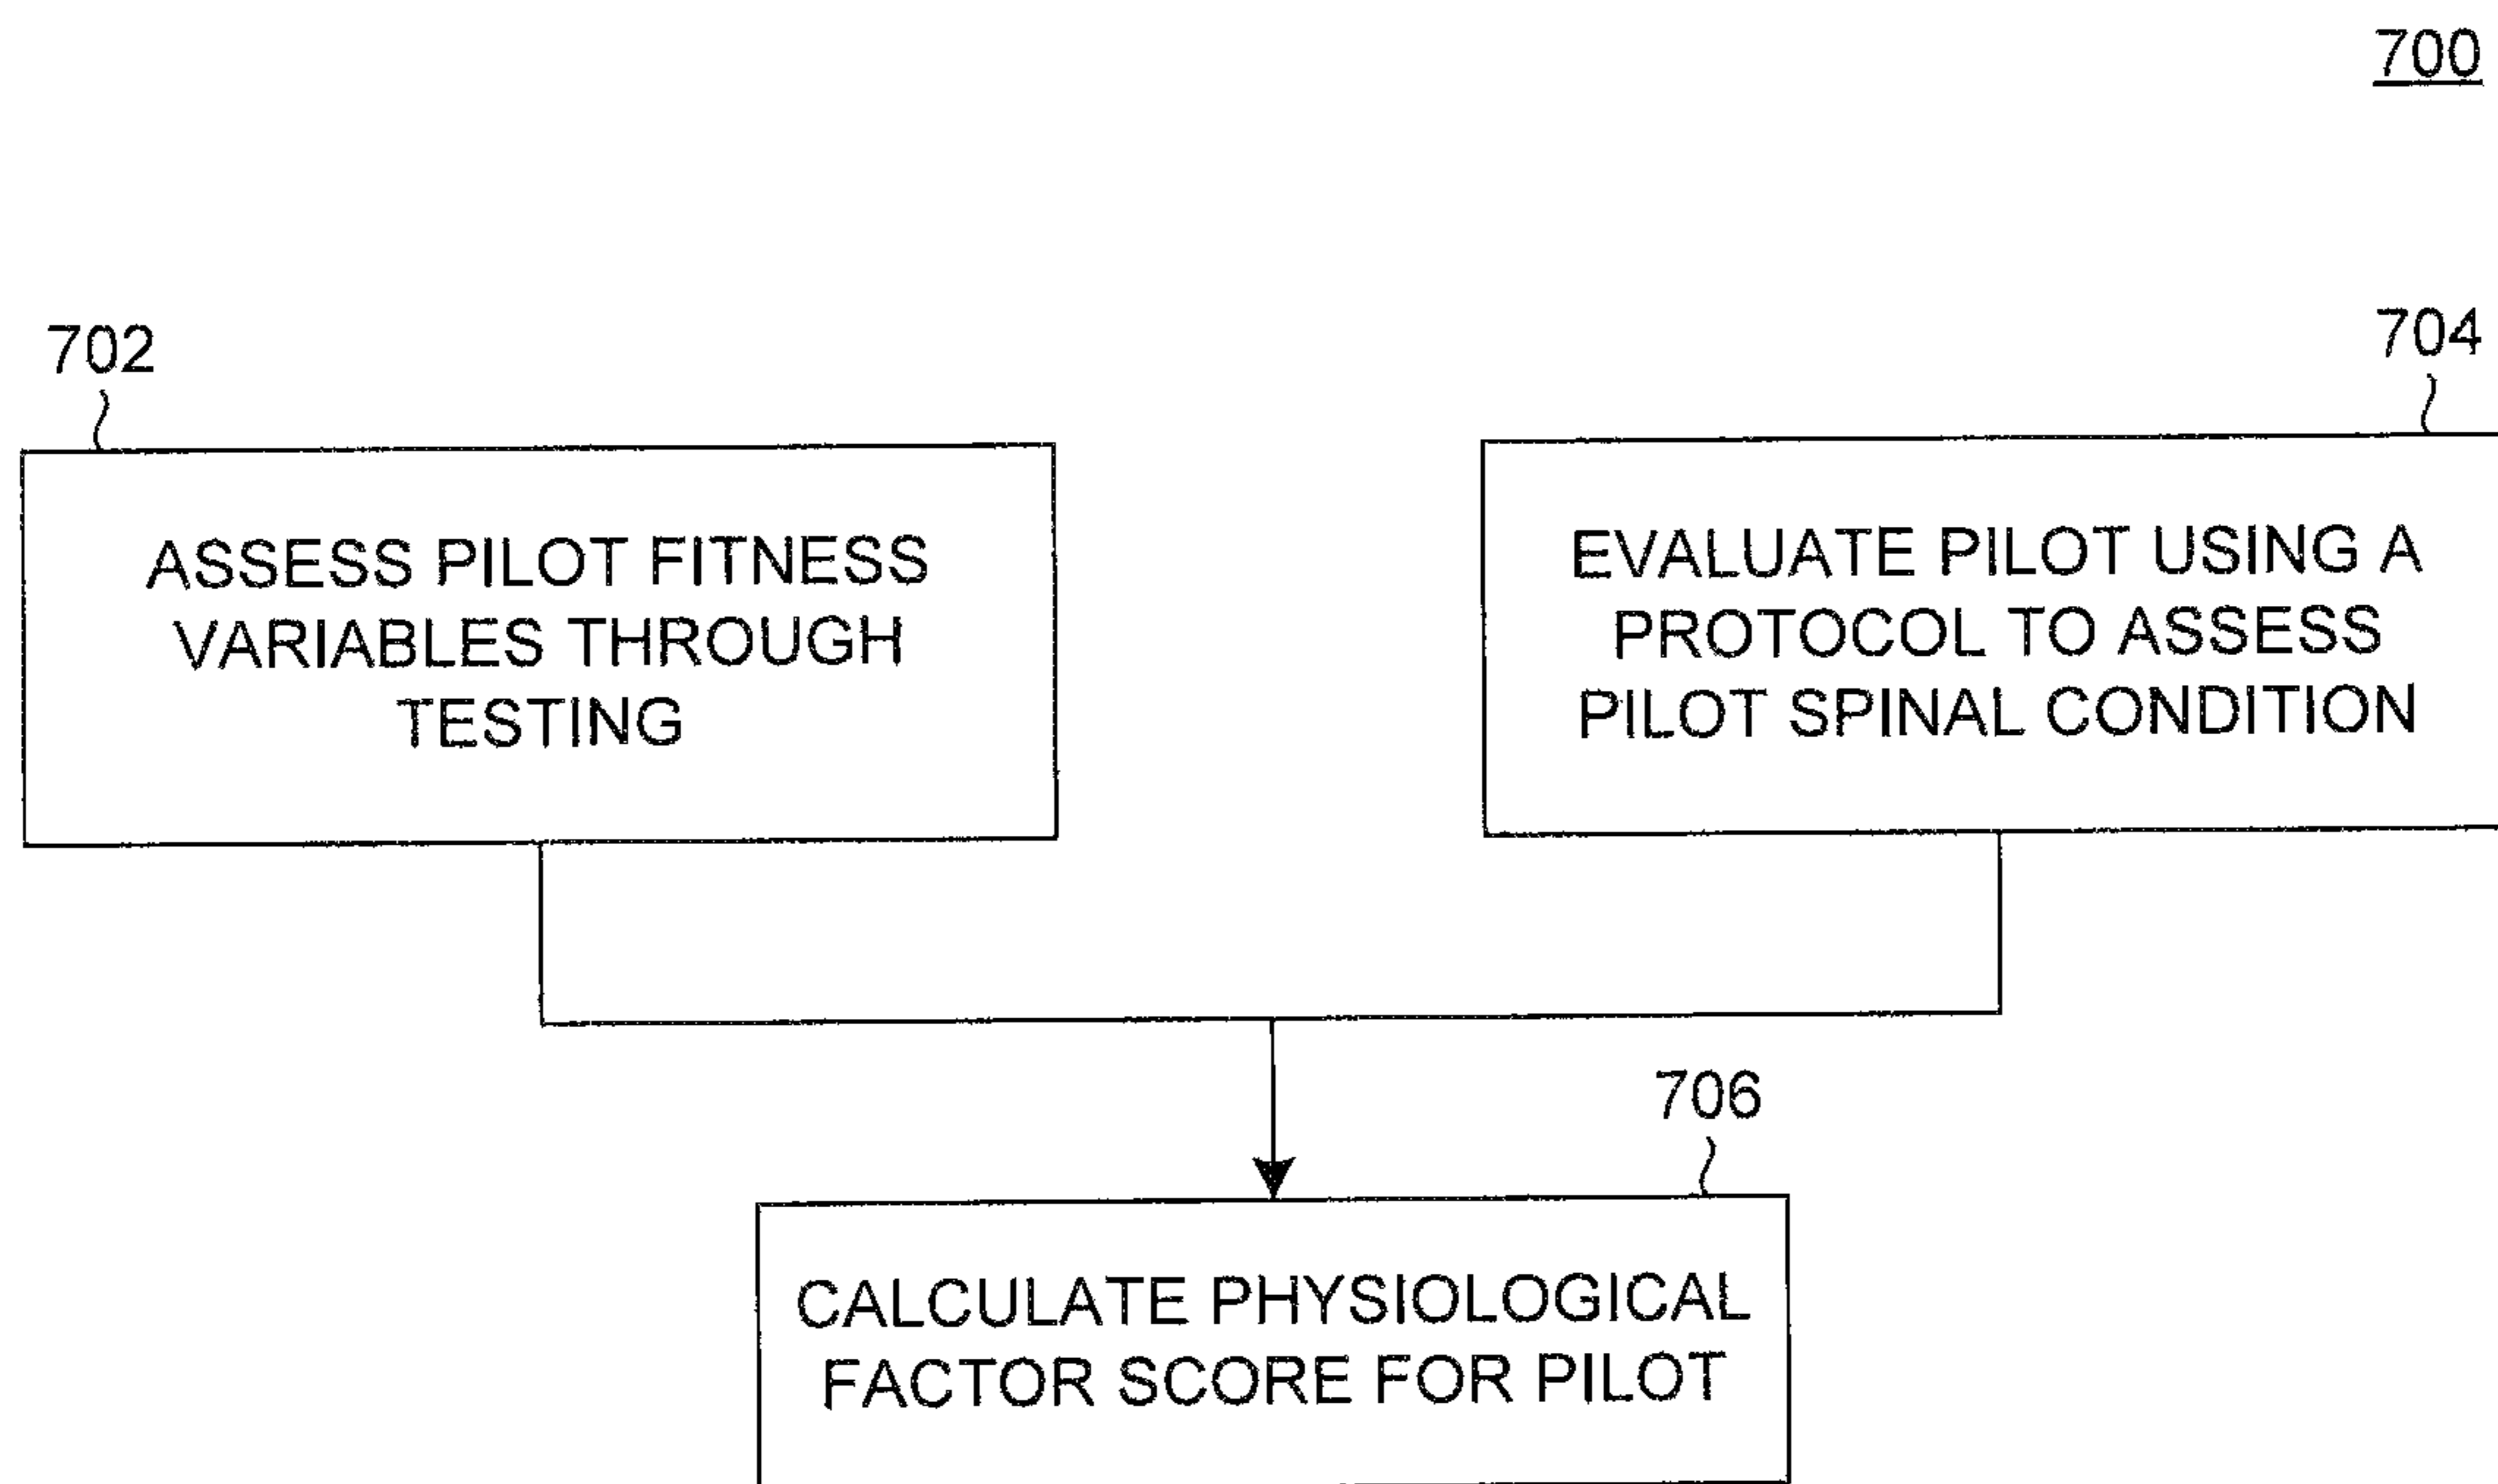 700
702
704
ASSESS PILOT FITNESS
VARIABLES THROUGH
TESTING
EVALUATE PILOT USING A
PROTOCOL TO ASSESS
PILOT SPINAL CONDITION
706
CALCULATE PHYSIOLOGICAL
FACTOR SCORE FOR PILOT